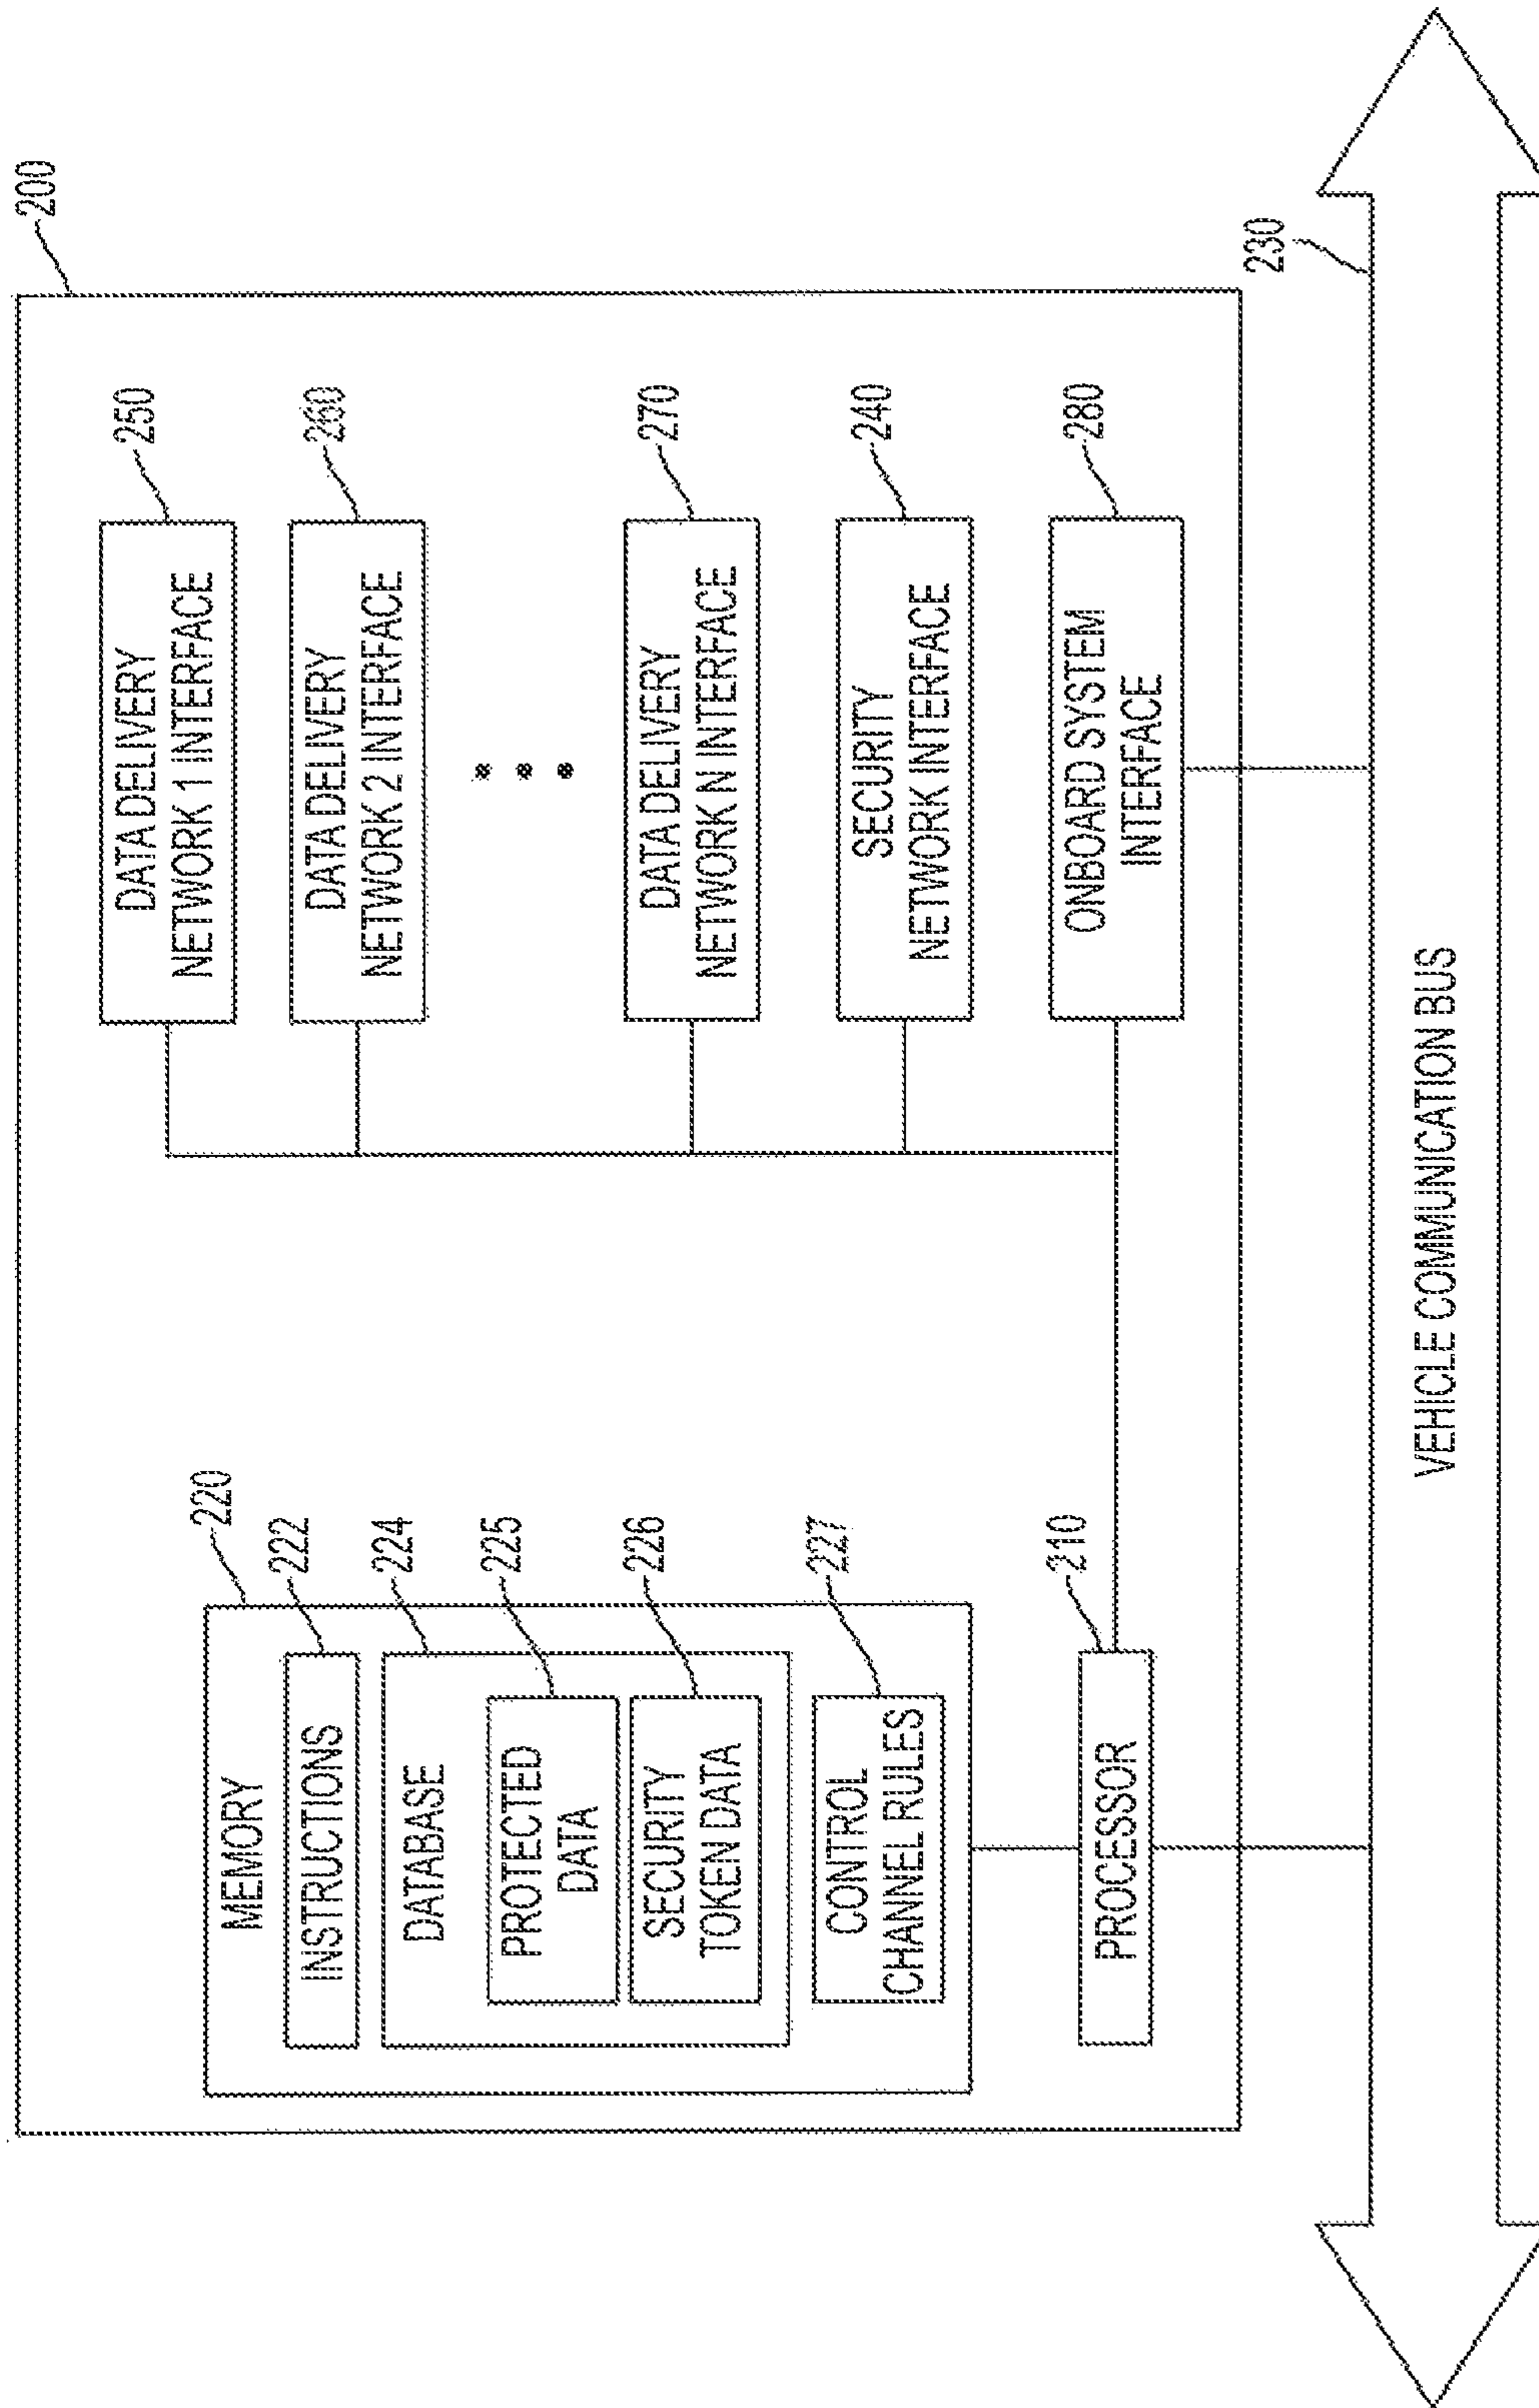 200
220
MEMORY
222
INSTRUCTIONS
224
DATABASE
225
PROTECTED
DATA
226
SECURITY
TOKEN DATA
227
CONTROL
CHANNEL RULES
210
PROCESSOR
250
DATA DELIVERY
NETWORK 1 INTERFACE
260
DATA DELIVERY
NETWORK 2 INTERFACE
270
DATA DELIVERY
NETWORK N INTERFACE
240
SECURITY
NETWORK INTERFACE
280
ONBOARD SYSTEM
INTERFACE
230
VEHICLE COMMUNICATION BUS